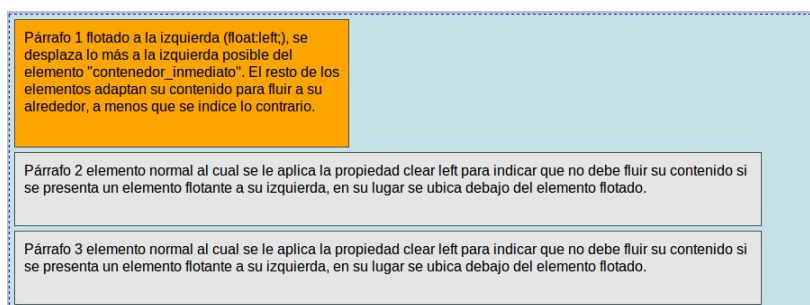 Párrafo 1 flotado a la izquierda (float:left;), se
desplaza lo más a la izquierda posible del
elemento "contenedor_inmediato". El resto de los
elementos adaptan su contenido para fluir a su
alrededor, a menos que se indice lo contrario.
Párrafo 2 elemento normal al cual se le aplica la propiedad clear left para indicar que no debe fluir su contenido si
se presenta un elemento flotante a su izquierda, en su lugar se ubica debajo del elemento flotado.
Párrafo 3 elemento normal al cual se le aplica la propiedad clear left para indicar que no debe fluir su contenido si
se presenta un elemento flotante a su izquierda, en su lugar se ubica debajo del elemento flotado.